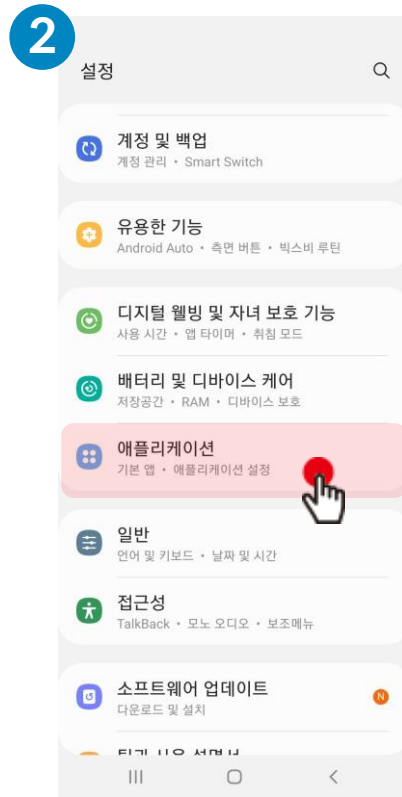 2
설정
계정 및 백업
계정 관리 • Smart Switch
유용한 기능
Android Auto • 측면 버튼 • 빅스비 루틴
디지털 웰빙 및 자녀 보호 기능
사용 시간 • 앱 타이머 • 취침 모드
배터리 및 디바이스 케어
저장공간 • RAM • 디바이스 보호
애플리케이션
기본 앱 • 애플리케이션 설정
일반
언어 및 키보드 • 날짜 및 시간
접근성
TalkBack • 모노 오디오 • 보조메뉴
소프트웨어 업데이트
N
다운로드 및 설치